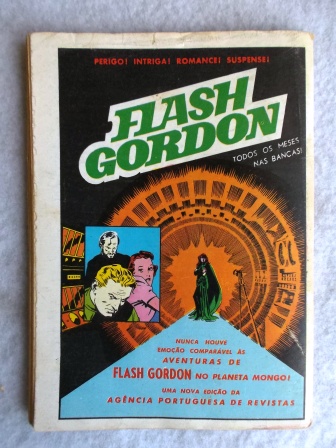 PERIGO! INTRIGA! ROMANCE! SUSPENSE!
FLASH
GORDON
TODOS OS MESES
NAS BANCAS!
NUNCA HOUVE
EMOÇÃO COMPARÁVEL ÀS
AVENTURAS DE
FLASH GORDON NO PLANETA MONGO!
UMA NOVA EDIÇÃO DA
AGÊNCIA PORTUGUESA DE REVISTAS